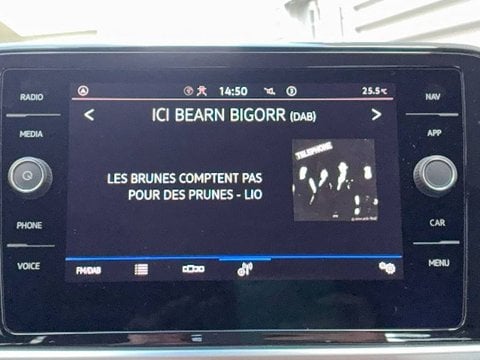 14:50
25.5°C
RADIO
MEDIA
PHONE
VOICE
< ICI BEARN BIGORR (DAB) >
LES BRUNES COMPTENT PAS
POUR DES PRUNES - LIO
TELEPHONE
FM/DAB
NAV
APP
CAR
MENU